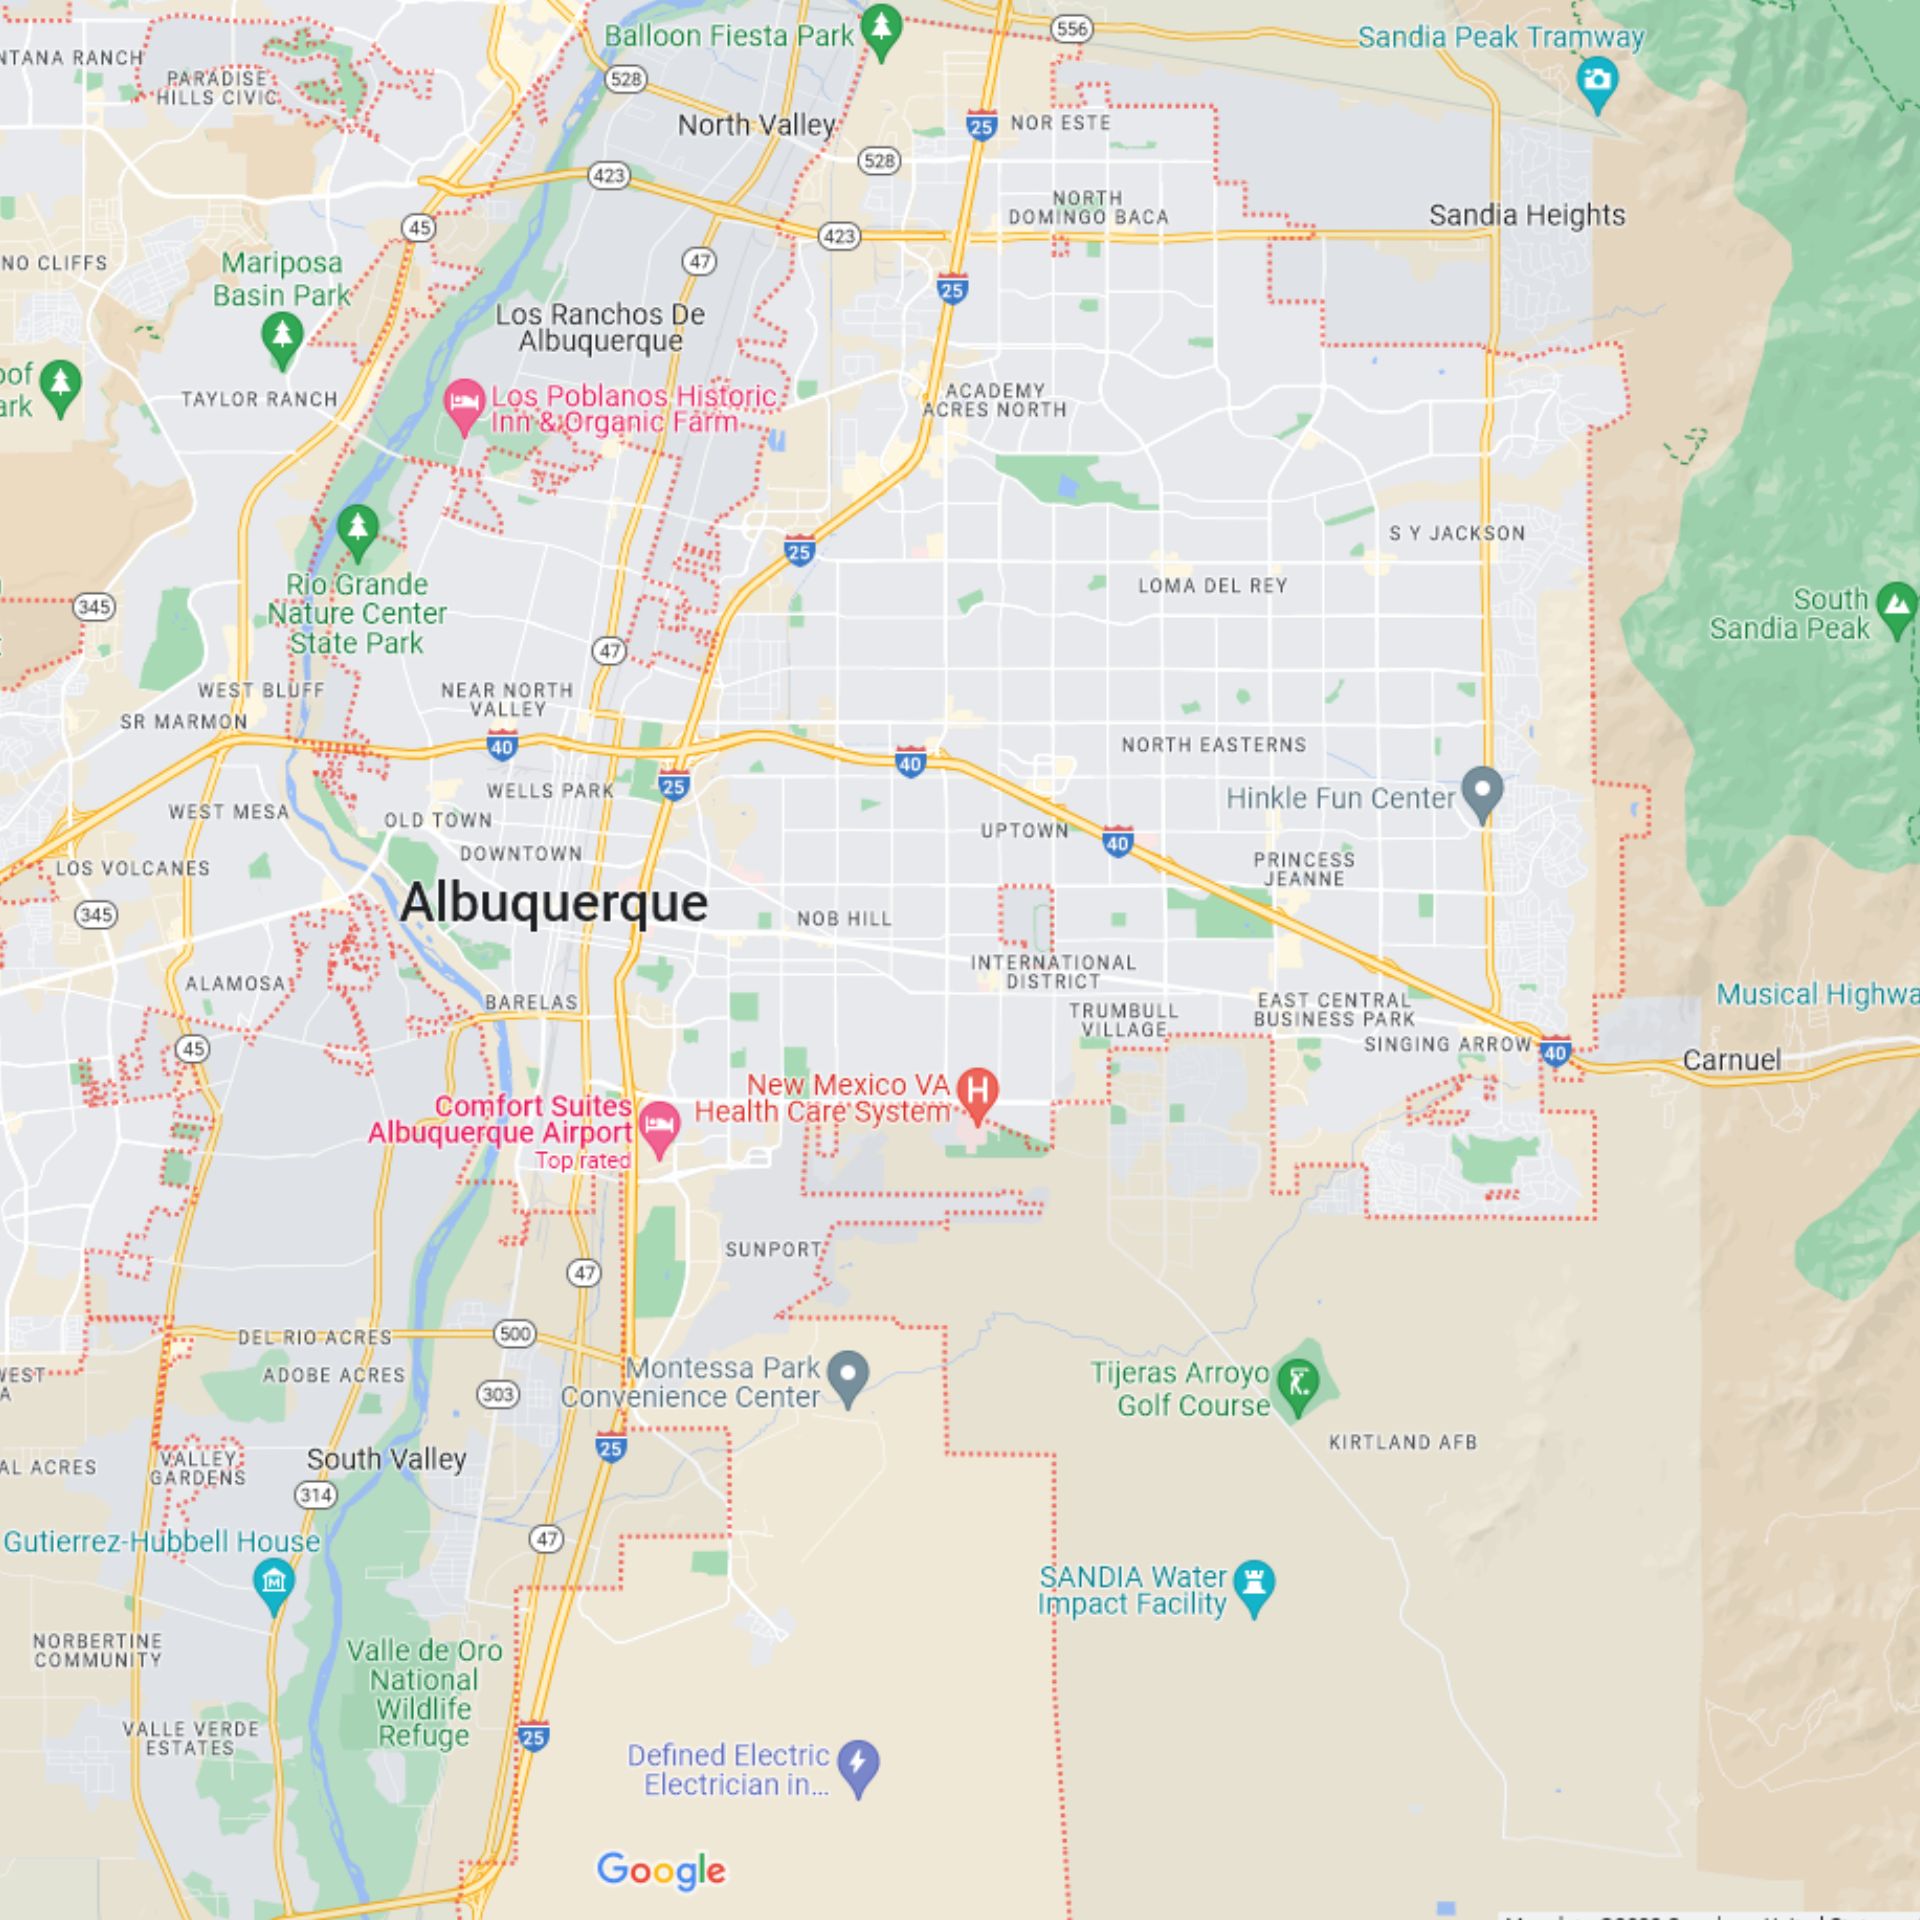 Balloon Fiesta Park
556
Sandia Peak Tramway
NTANA RANCH
PARADISE
HILLS CIVIC
528
North Valley
25
NOR ESTE
528
423
NORTH
DOMINGO BACA
Sandia Heights
45
423
47
NO CLIFFS
Mariposa
Basin Park
25
Los Ranchos De
Albuquerque
oof
ark
TAYLOR RANCH
Los Poblanos Historic
Inn & Organic Farm
ACADEMY
ACRES NORTH
25
S Y JACKSON
Rio Grande
Nature Center
State Park
LOMA DEL REY
345
South
Sandia Peak
47
WEST BLUFF
NEAR NORTH
VALLEY
SR MARMON
40
NORTH EASTERNS
40
25
WELLS PARK
Hinkle Fun Center
WEST MESA
OLD TOWN
UPTOWN
40
DOWNTOWN
LOS VOLCANES
PRINCESS
JEANNE
345
Albuquerque
NOB HILL
INTERNATIONAL
DISTRICT
ALAMOSA
BARELAS
Musical Highwa
TRUMBULL
VILLAGE
EAST CENTRAL
BUSINESS PARK
45
SINGING ARROW
40
Carnuel
New Mexico VA
Health Care System
Comfort Suites
Albuquerque Airport
Top rated
SUNPORT
47
DEL RIO ACRES
500
WEST
A
ADOBE ACRES
303
Montessa Park
Convenience Center
Tijeras Arroyo
Golf Course
KIRTLAND AFB
25
AL ACRES
VALLEY
GARDENS
South Valley
314
Gutierrez-Hubbell House
47
SANDIA Water
Impact Facility
NORBERTINE
COMMUNITY
Valle de Oro
National
Wildlife
Refuge
VALLE VERDE
ESTATES
25
Defined Electric
Electrician in...
Google